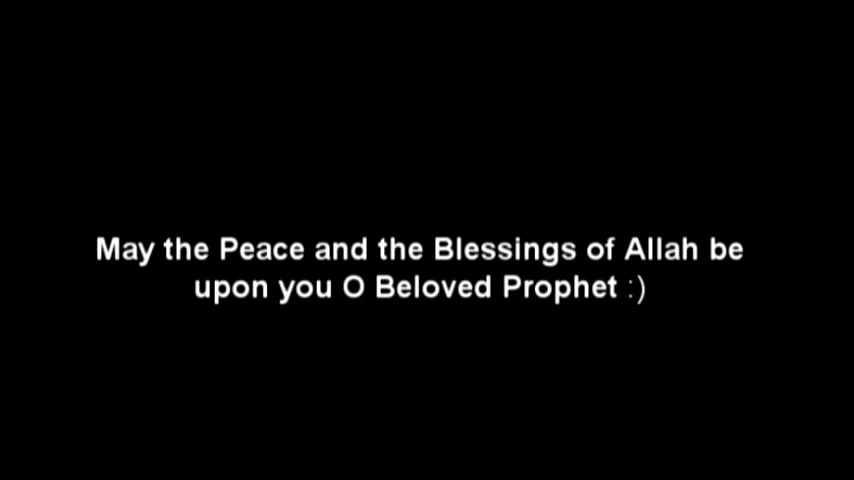 May the Peace and the Blessings of Allah be
upon you O Beloved Prophet :)